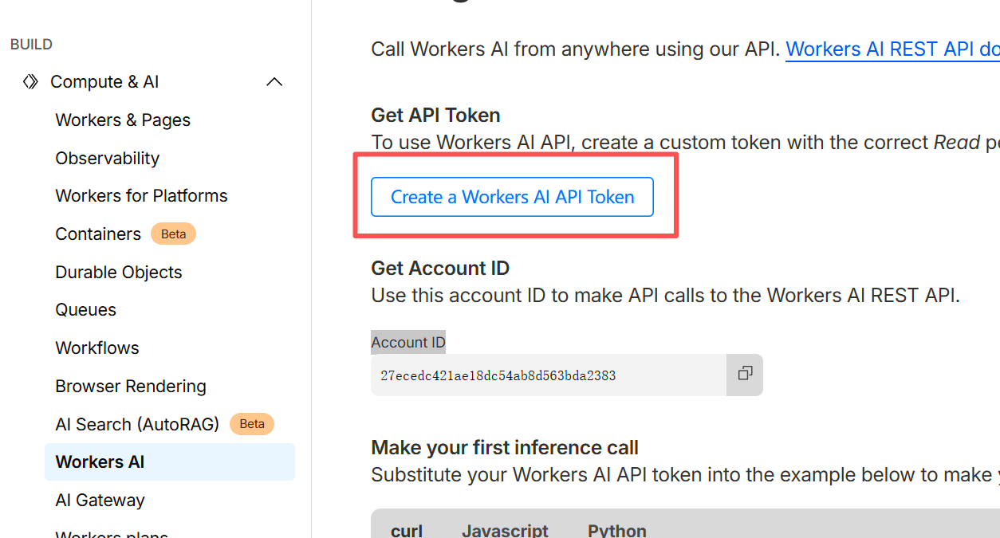 BUILD
Compute & AI
Workers & Pages
Observability
Workers for Platforms
Containers Beta
Durable Objects
Queues
Workflows
Browser Rendering
AI Search (AutoRAG) Beta
Workers AI
AI Gateway
Workers plans
Call Workers AI from anywhere using our API. Workers AI REST API do
Get API Token
To use Workers AI API, create a custom token with the correct Read pe
Create a Workers AI API Token
Get Account ID
Use this account ID to make API calls to the Workers AI REST API.
Account ID
27ecedc421ae18dc54ab8d563bda2383
Make your first inference call
Substitute your Workers AI API token into the example below to make y
curl Javascript Python